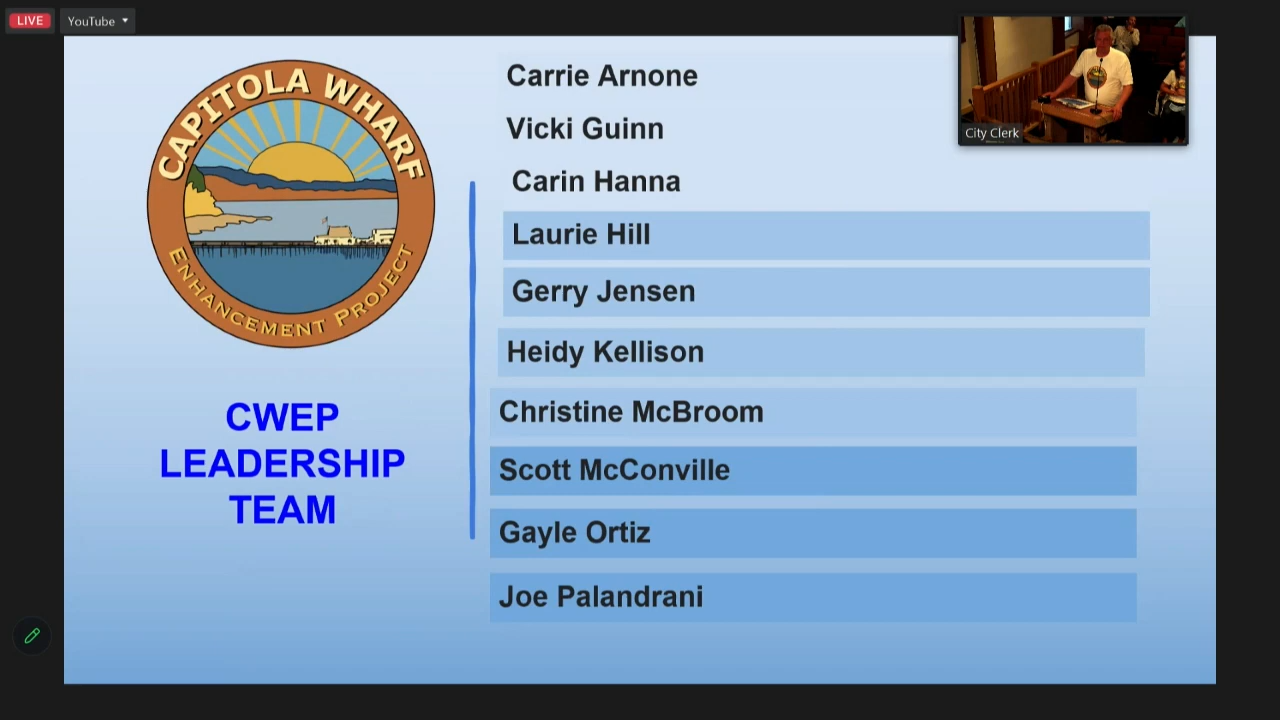 LIVE
YouTube
CAPITOLA WHARF
ENHANCEMENT PROJECT
CWEP
LEADERSHIP
TEAM
Carrie Arnone
Vicki Guinn
Carin Hanna
Laurie Hill
Gerry Jensen
Heidy Kellison
Christine McBroom
Scott McConville
Gayle Ortiz
Joe Palandrani
City Clerk